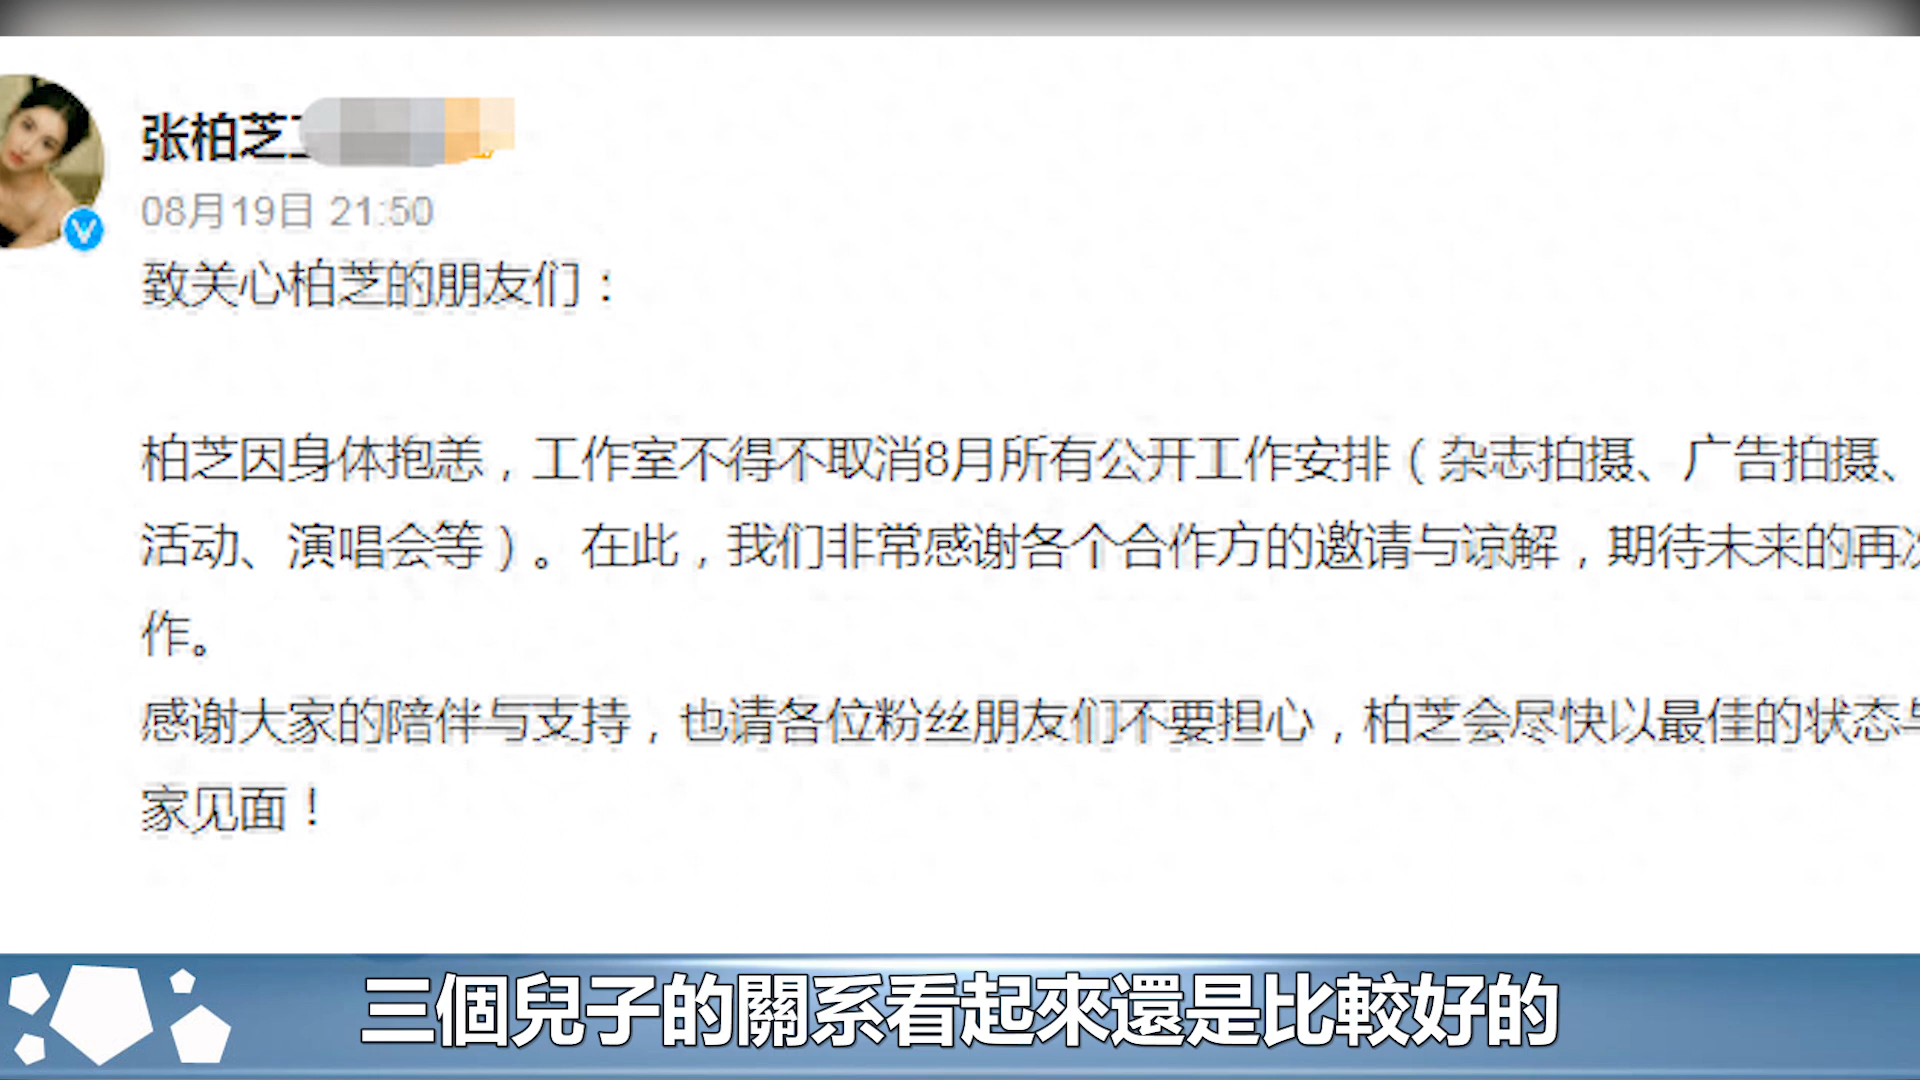 张柏芝
08月19日 21:50
致关心柏芝的朋友们：
柏芝因身体抱恙，工作室不得不取消8月所有公开工作安排（杂志拍摄、广告拍摄、
活动、演唱会等）。在此，我们非常感谢各个合作方的邀请与谅解，期待未来的再
作。
感谢大家的陪伴与支持，也请各位粉丝朋友们不要担心，柏芝会尽快以最佳的状态
家见面！
三個兒子的關系看起來還是比較好的